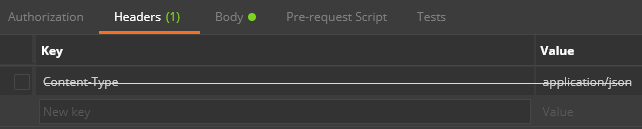 Authorization Headers (1) Body Pre-request Script Tests
Key Value
Content-Type application/json
New key Value